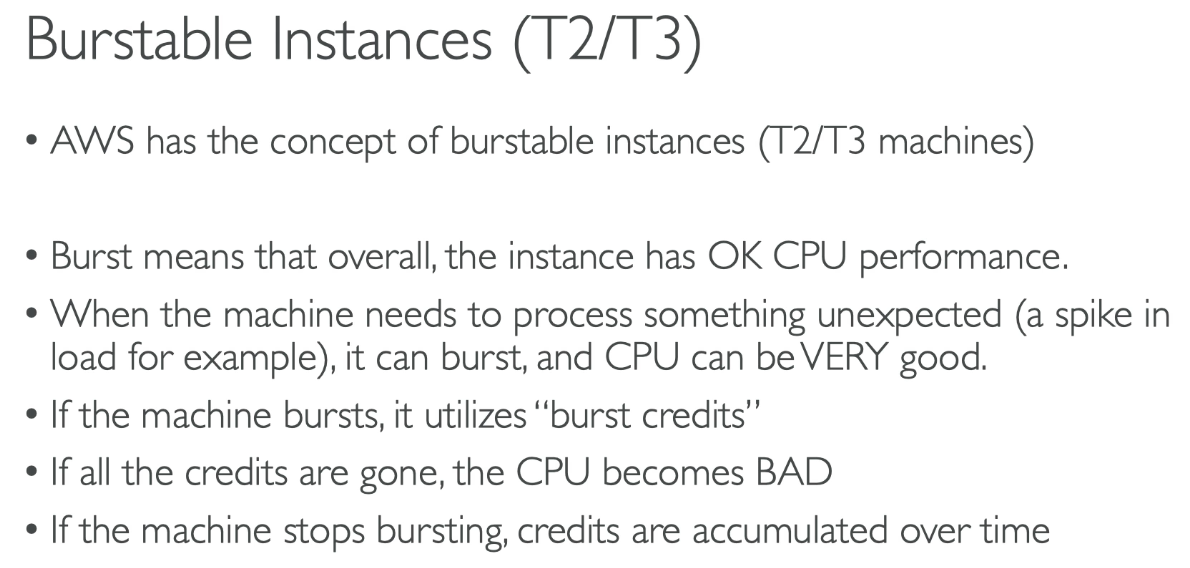 Burstable Instances (T2/T3)
• AWS has the concept of burstable instances (T2/T3 machines)
• Burst means that overall, the instance has OK CPU performance.
• When the machine needs to process something unexpected (a spike in
load for example), it can burst, and CPU can be VERY good.
• If the machine bursts, it utilizes “burst credits”
• If all the credits are gone, the CPU becomes BAD
• If the machine stops bursting, credits are accumulated over time